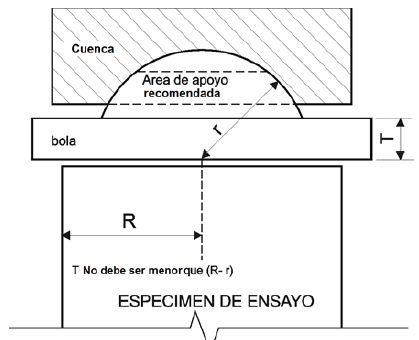 Cuenca
Area de apoyo
recomendada
r
bola
T
R
T No debe ser menorque (R- r)
ESPECIMEN DE ENSAYO